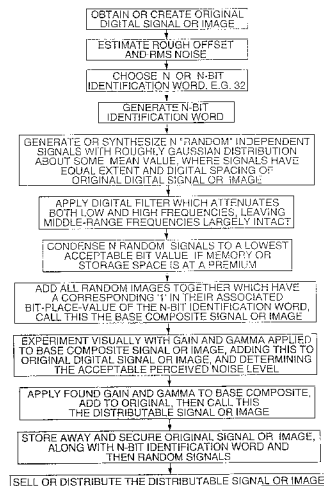 OBTAIN OR CREATE ORIGINAL
DIGITAL SIGNAL OR IMAGE
ESTIMATE ROUGH OFFSET
AND RMS NOISE
CHOOSE N OR N-BIT
IDENTIFICATION WORD, E.G. 32
GENERATE N-BIT
IDENTIFICATION WORD
GENERATE OR SYNTHESIZE N "RANDOM" INDEPENDENT
SIGNALS WITH ROUGHLY GAUSSIAN DISTRIBUTION
ABOUT SOME MEAN VALUE, WHERE SIGNALS HAVE
EQUAL EXTENT AND DIGITAL SPACING OF
ORIGINAL DIGITAL SIGNAL OR IMAGE
APPLY DIGITAL FILTER WHICH ATTENUATES
BOTH LOW AND HIGH FREQUENCIES, LEAVING
MIDDLE-RANGE FREQUENCIES LARGELY INTACT
CONDENSE N RANDOM SIGNALS TO A LOWEST
ACCEPTABLE BIT VALUE IF MEMORY OR
STORAGE SPACE IS AT A PREMIUM
ADD ALL RANDOM IMAGES TOGETHER WHICH HAVE
A CORRESPONDING '1' IN THEIR ASSOCIATED
BIT-PLACE-VALUE OF THE N-BIT IDENTIFICATION WORD,
CALL THIS THE BASE COMPOSITE SIGNAL OR IMAGE
EXPERIMENT VISUALLY WITH GAIN AND GAMMA APPLIED
TO BASE COMPOSITE SIGNAL OR IMAGE, ADDING THIS TO
ORIGINAL DIGITAL SIGNAL OR IMAGE, AND DETERMINING
THE ACCEPTABLE PERCEIVED NOISE LEVEL
APPLY FOUND GAIN AND GAMMA TO BASE COMPOSITE,
ADD TO ORIGINAL, THEN CALL THIS
THE DISTRIBUTABLE SIGNAL OR IMAGE
STORE AWAY AND SECURE ORIGINAL SIGNAL OR IMAGE,
ALONG WITH N-BIT IDENTIFICATION WORD AND
THEN RANDOM SIGNALS
SELL OR DISTRIBUTE THE DISTRIBUTABLE SIGNAL OR IMAGE